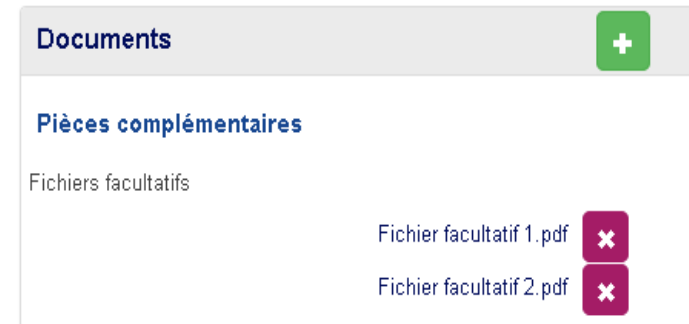 Documents
Pièces complémentaires
Fichiers facultatifs
Fichier facultatif 1.pdf
Fichier facultatif 2.pdf